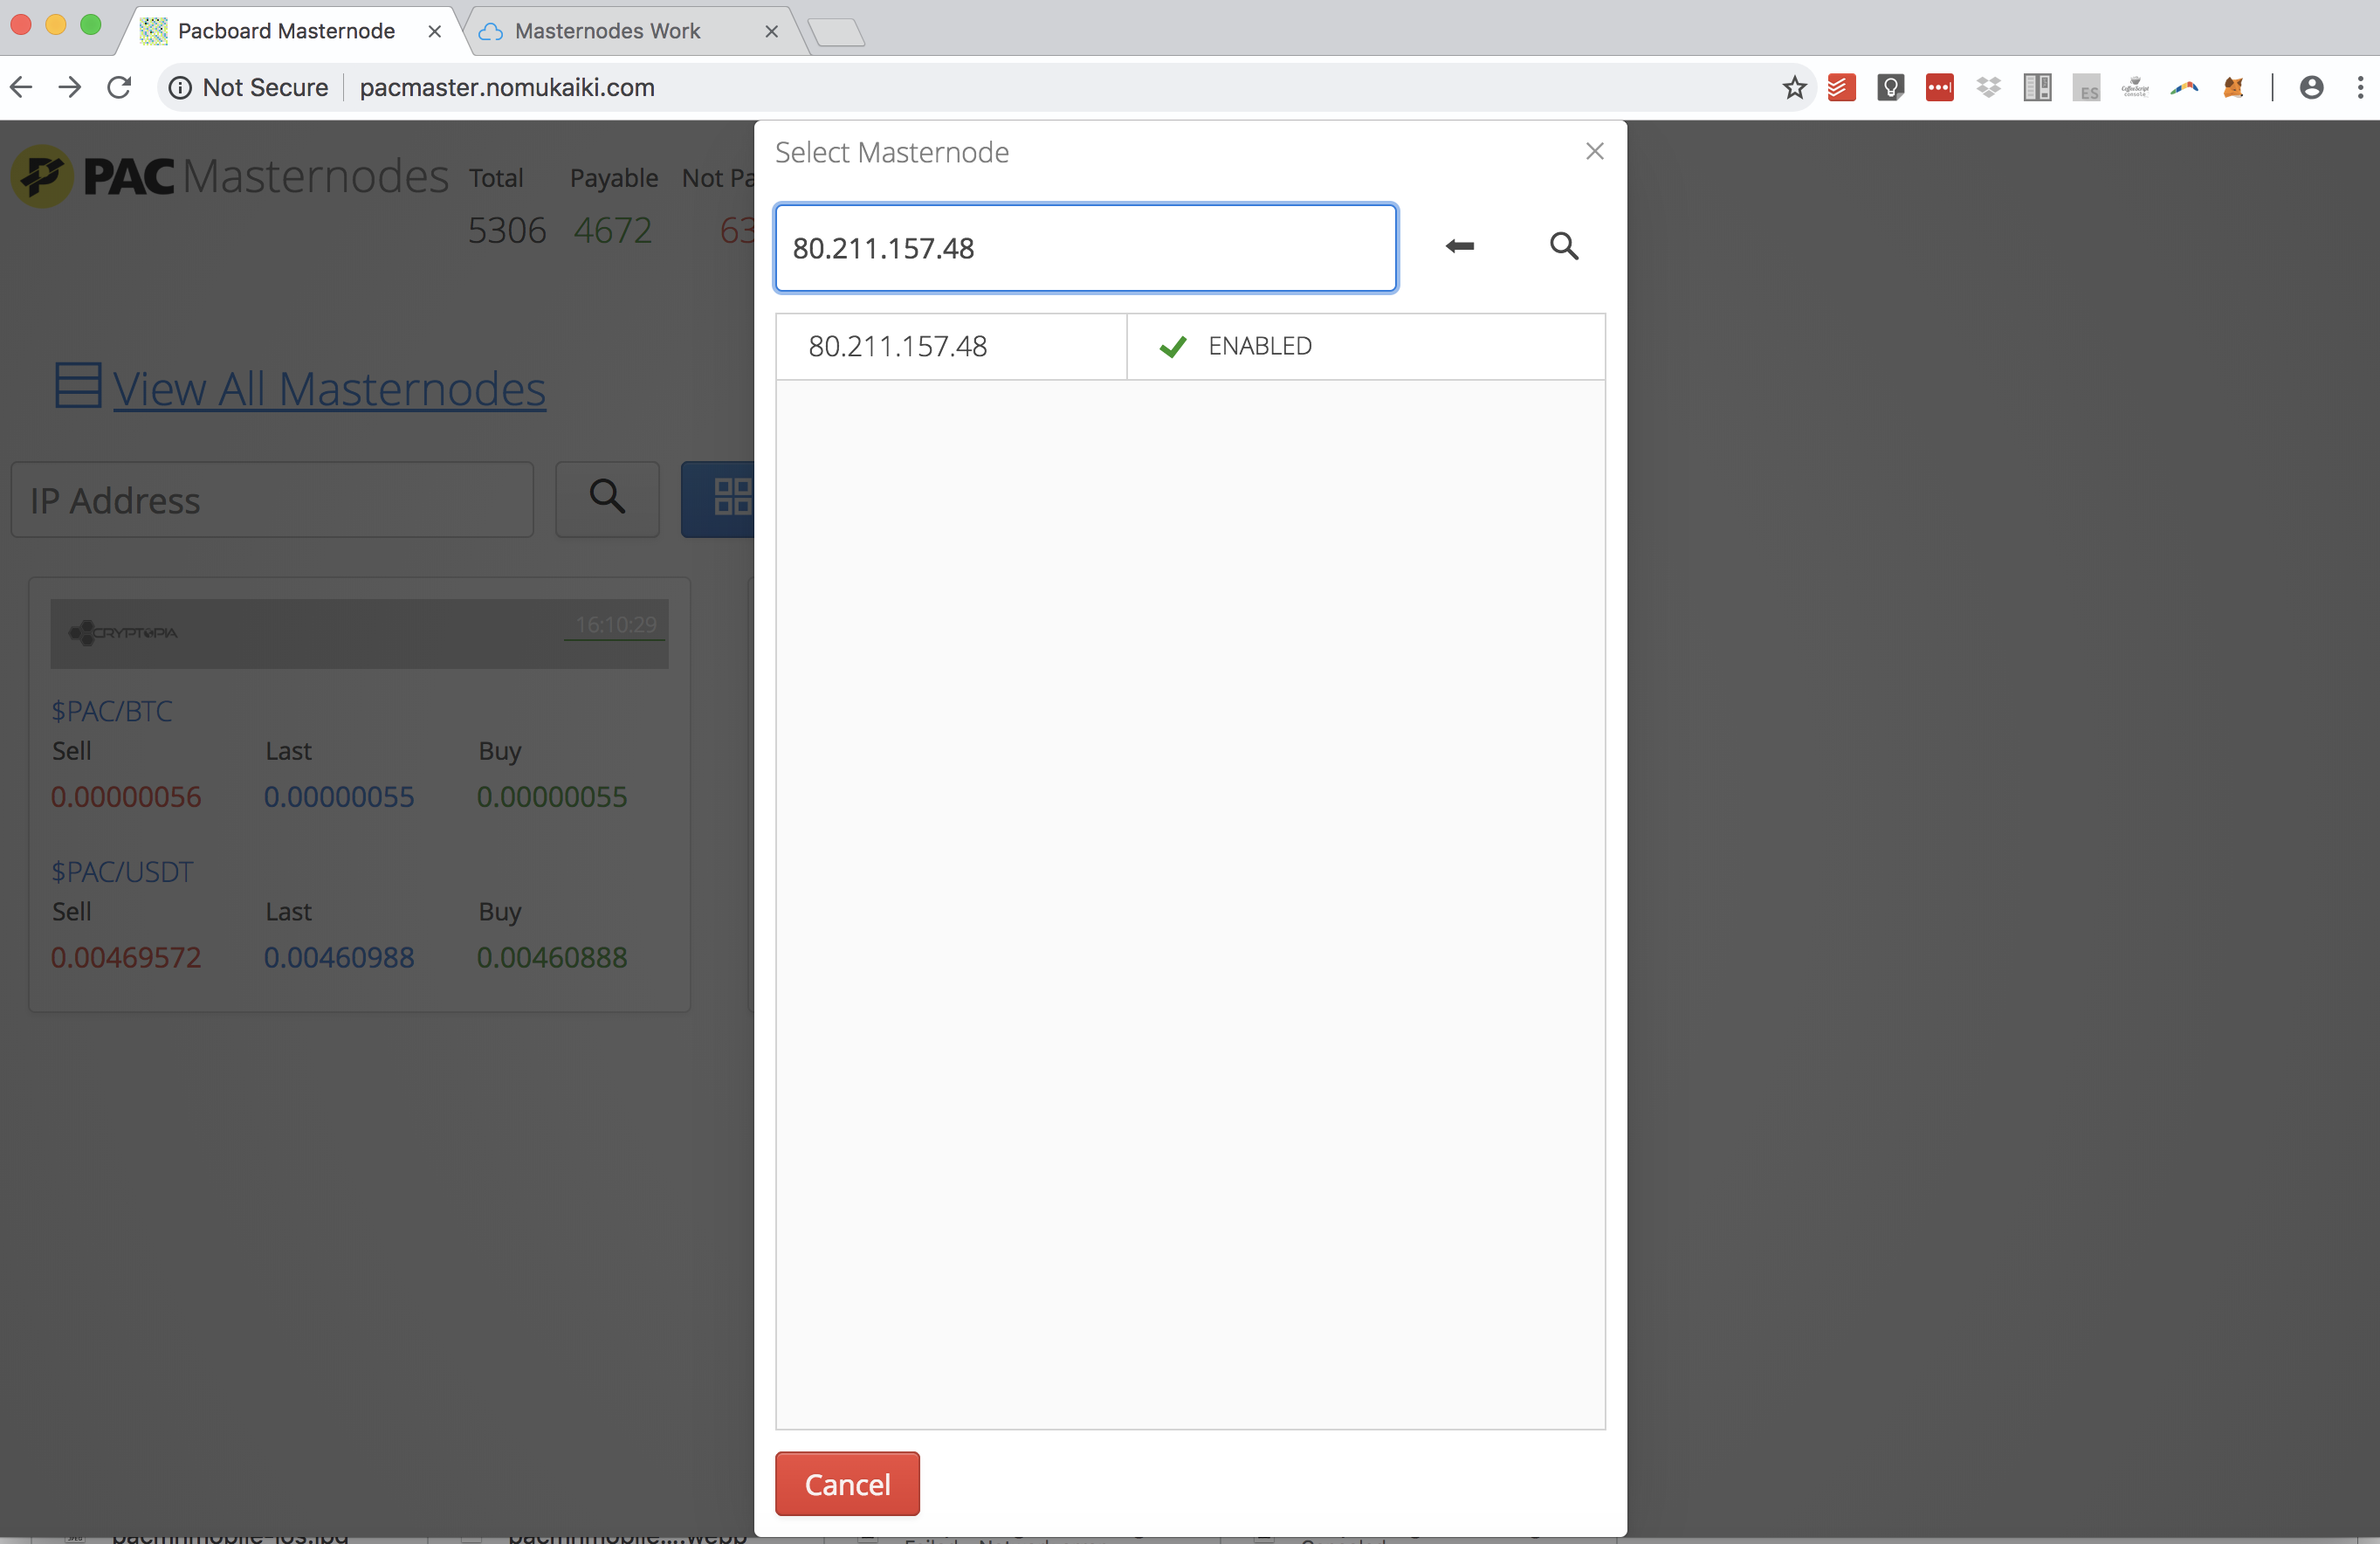 Pacboard Masternode
Masternodes Work
Not Secure
pacmaster.nomukaiki.com
ES
PAC Masternodes
Total
Payable
Not Pa
5306
4672
63
View All Masternodes
IP Address
CRYPTOPIA
16:10:29
$PAC/BTC
Sell
Last
Buy
0.00000056
0.00000055
0.00000055
$PAC/USDT
Sell
Last
Buy
0.00469572
0.00460988
0.00460888
Select Masternode
80.211.157.48
80.211.157.48
ENABLED
Cancel